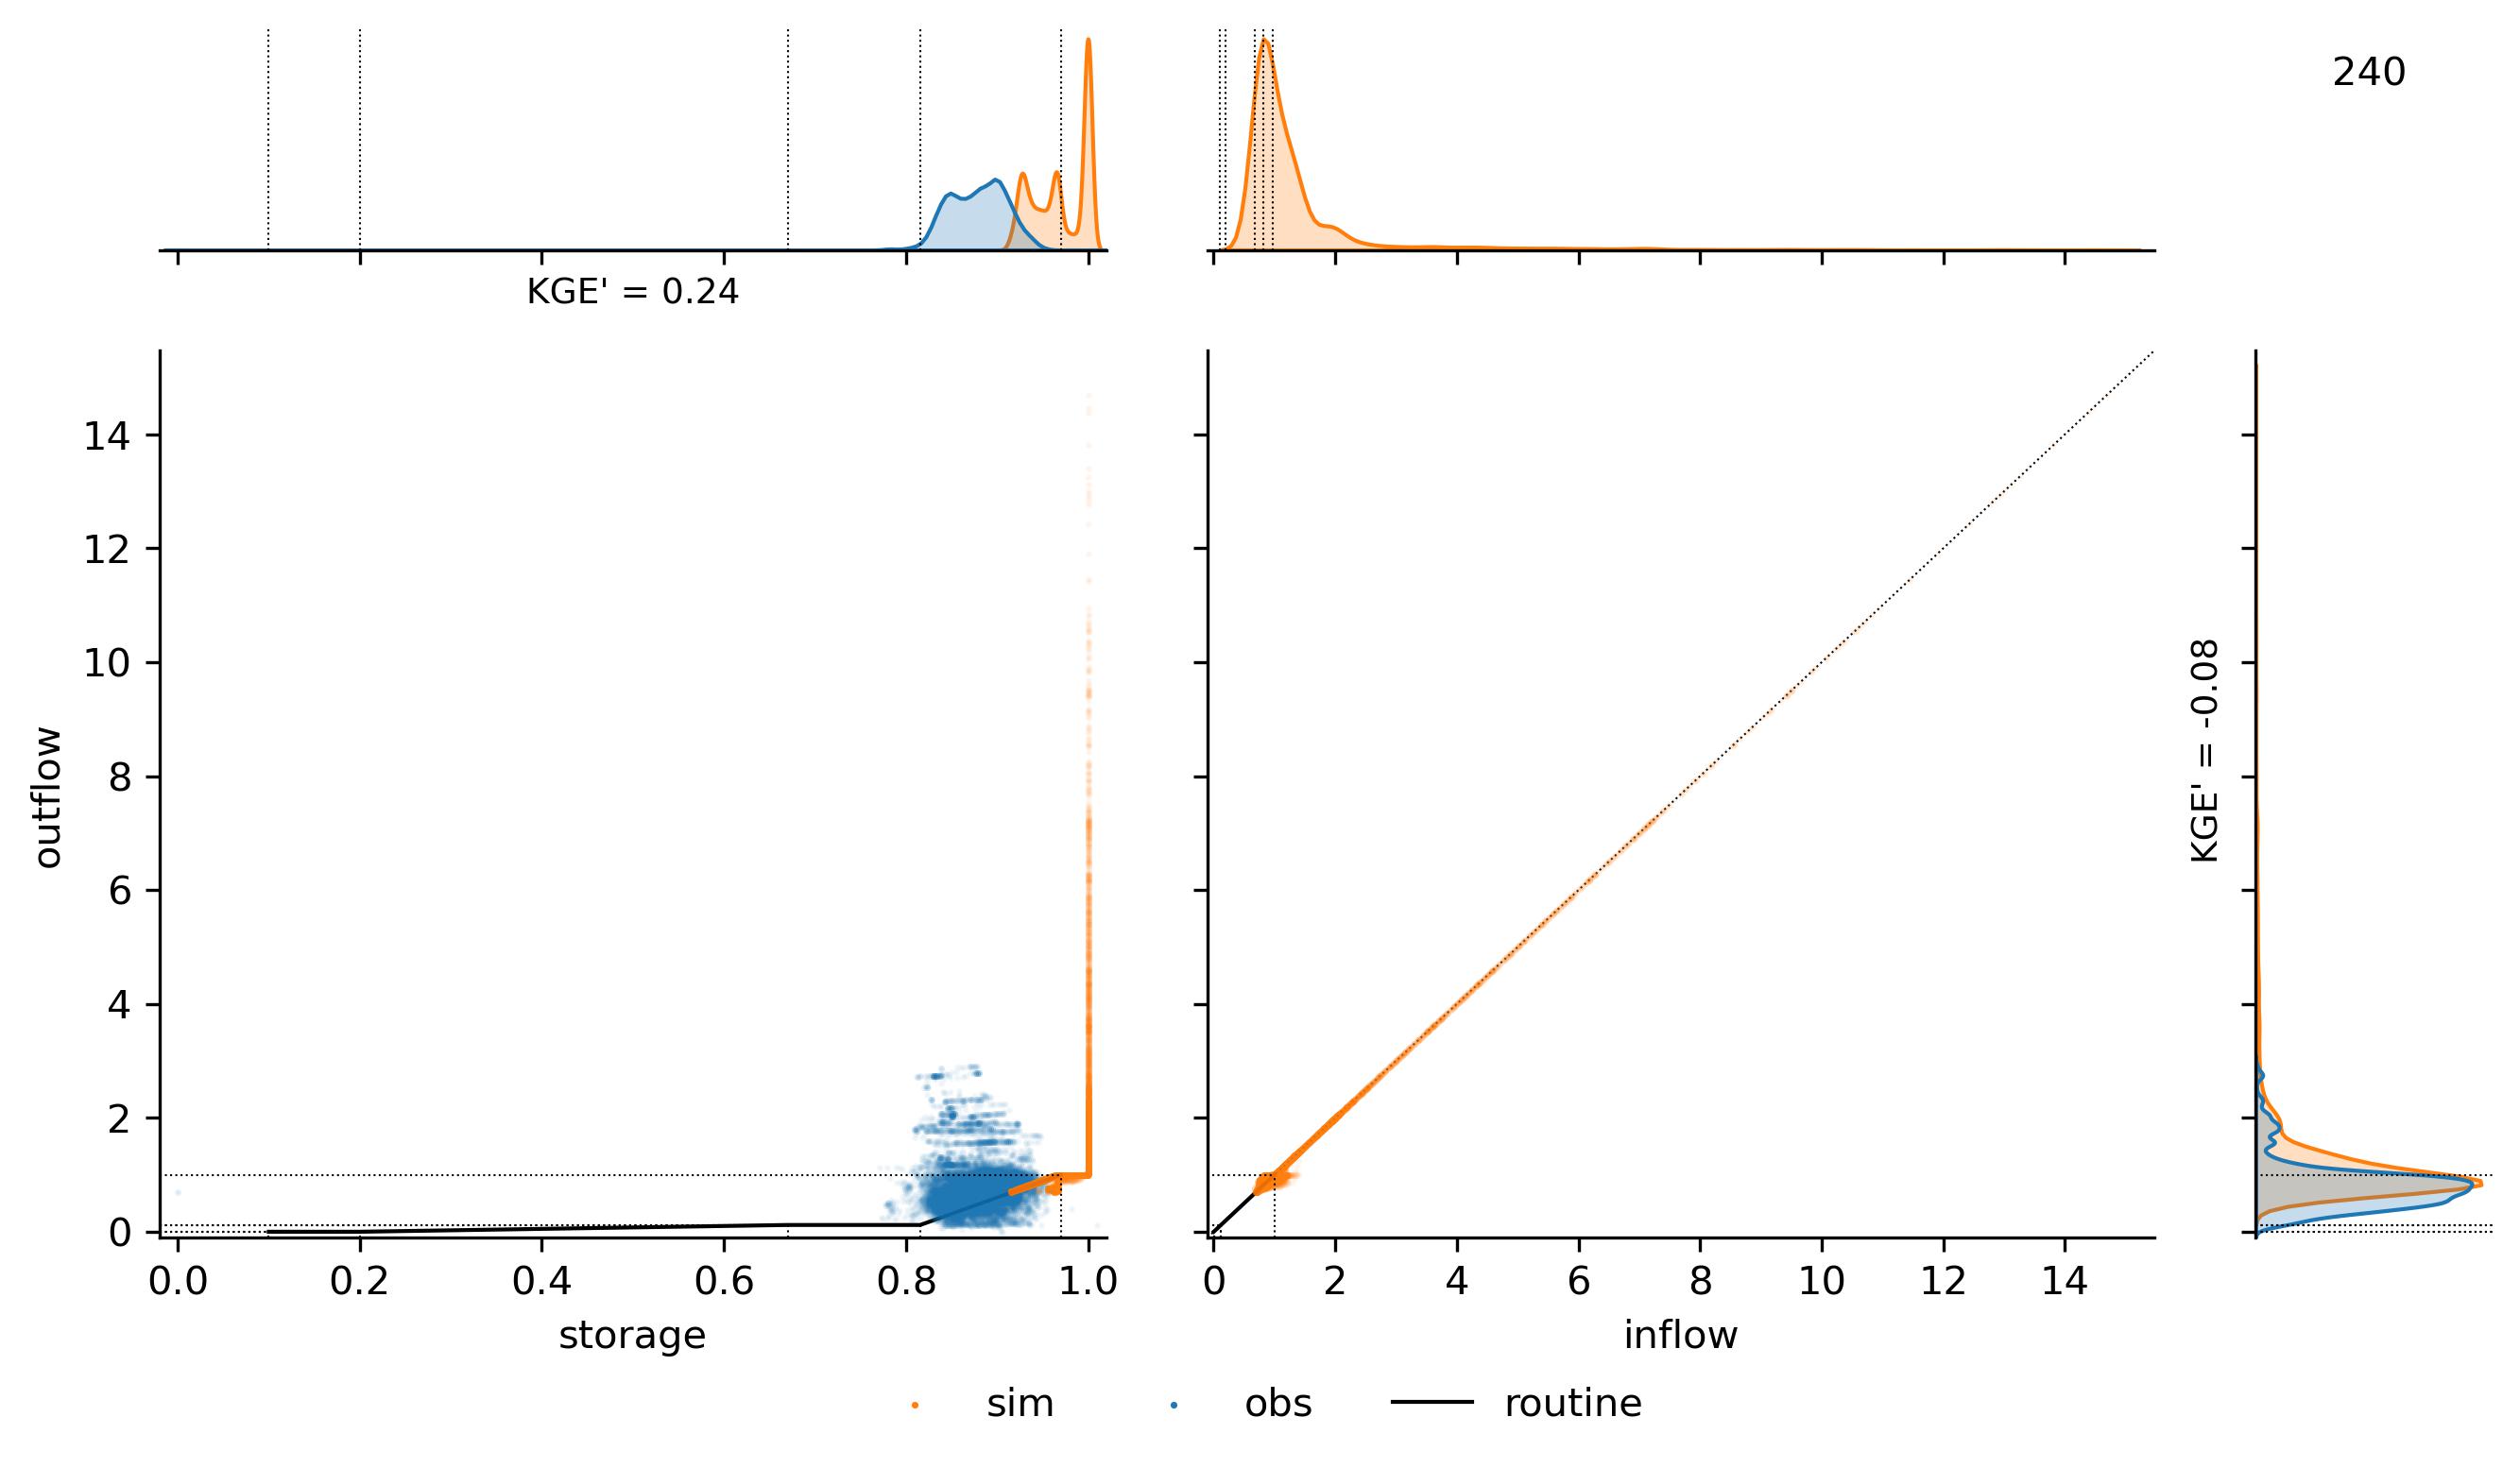 240
KGE' = 0.24
outflow
14
12
10
8
6
4
2
0
KGE' = -0.08
0.0 0.2 0.4 0.6 0.8 1.0
0 2 4 6 8 10 12 14
storage
inflow
sim obs routine